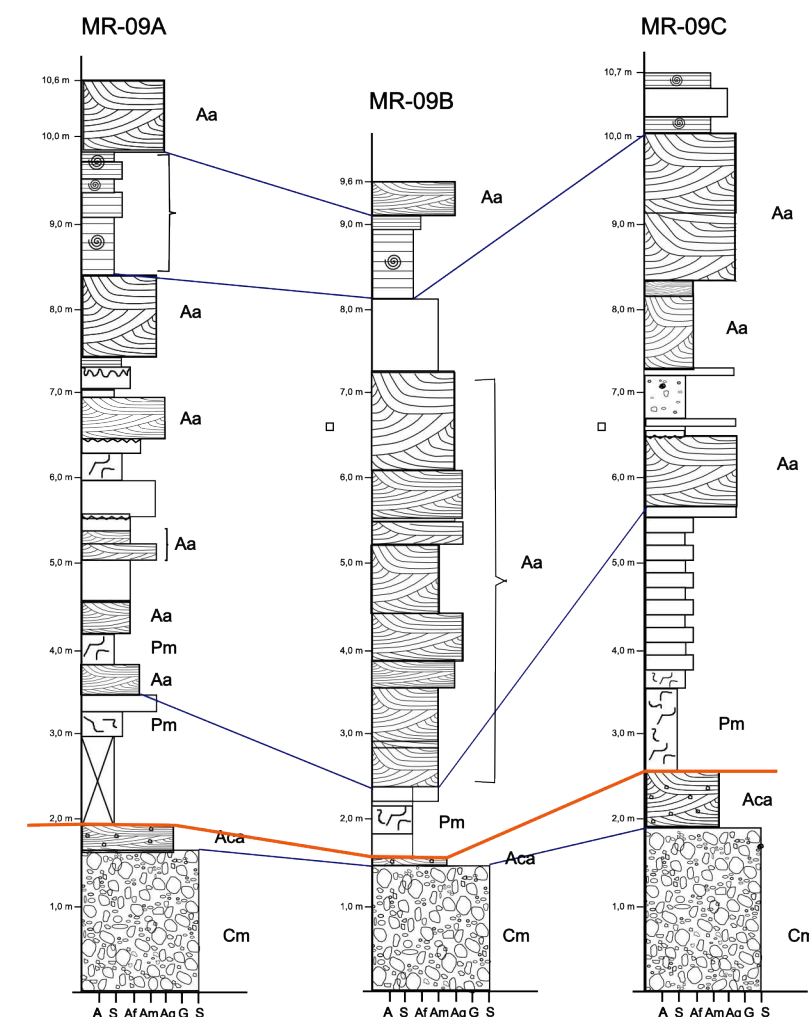 MR-09A
10,6 m
Aa
10,0 m
9,0 m
8,0 m
Aa
7,0 m
Aa
6,0 m
Aa
5,0 m
Aa
4,0 m
Pm
Aa
3,0 m
Pm
2,0 m
Aca
1,0 m
Cm
A S Af Am Ag G S
MR-09B
9,6 m
Aa
9,0 m
8,0 m
7,0 m
6,0 m
5,0 m
Aa
4,0 m
3,0 m
2,0 m
Pm
Aca
1,0 m
Cm
A S Af Am Ag G S
MR-09C
10,7 m
10,0 m
9,0 m
Aa
8,0 m
Aa
7,0 m
6,0 m
Aa
5,0 m
4,0 m
3,0 m
Pm
2,0 m
Aca
1,0 m
Cm
A S Af Am Ag G S